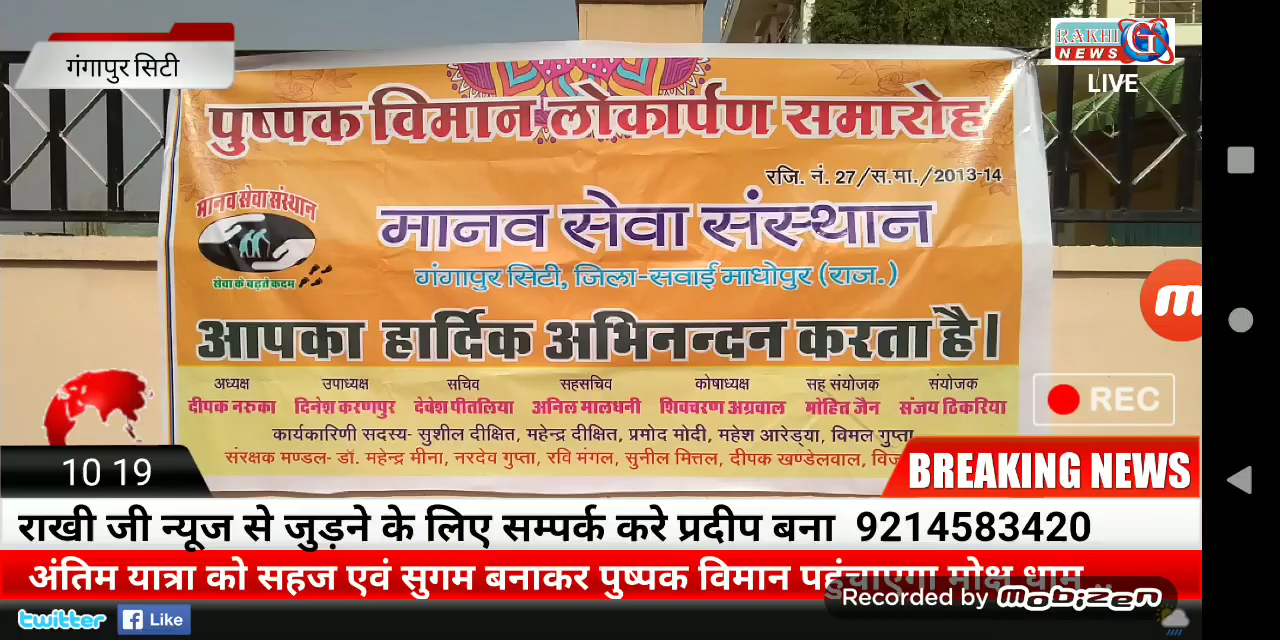 गंगापुर सिटी
RAKHI
NEWS
G
LIVE
पुष्पक विमान लोकार्पण समारोह
रजि. नं. 27/स.मा./2013-14
मानव सेवा संस्थान
मानव सेवा संस्थान
गंगापुर सिटी, जिला-सवाई माधोपुर (राज.)
सेवा के बढ़ते कदम
आपका हार्दिक अभिनन्दन करता है।
अध्यक्ष उपाध्यक्ष सचिव सहसचिव कोषाध्यक्ष सह संयोजक संयोजक
दीपक नरुका दिनेश करणपुर देवेश पीतलिया अनिल मालधनी शिवचरण अग्रवाल मोहित जैन संजय टिकरिया
कार्यकारिणी सदस्य- सुशील दीक्षित, महेन्द्र दीक्षित, प्रमोद मोदी, महेश आरेड़्या, विमल गुप्ता
संरक्षक मण्डल- डॉ. महेन्द्र मीना, नरदेव गुप्ता, रवि मंगल, सुनील मित्तल, दीपक खण्डेलवाल,
REC
10 19
BREAKING NEWS
राखी जी न्यूज से जुड़ने के लिए सम्पर्क करे प्रदीप बना 9214583420
अंतिम यात्रा को सहज एवं सुगम बनाकर पुष्पक विमान पहुंचाएगा मोक्ष धाम ..
Recorded by mobizen
twitter f Like